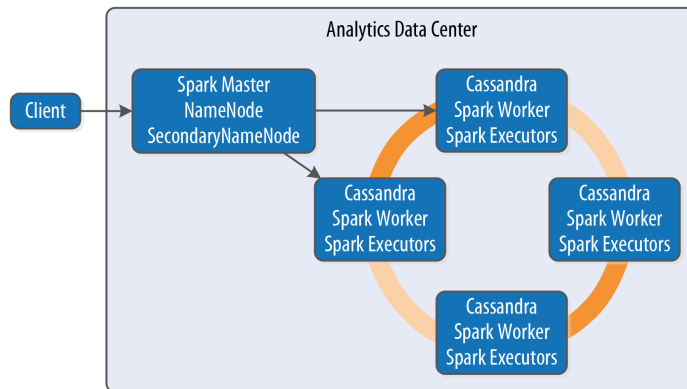 Analytics Data Center
Client
Spark Master
NameNode
SecondaryNameNode
Cassandra
Spark Worker
Spark Executors
Cassandra
Spark Worker
Spark Executors
Cassandra
Spark Worker
Spark Executors
Cassandra
Spark Worker
Spark Executors